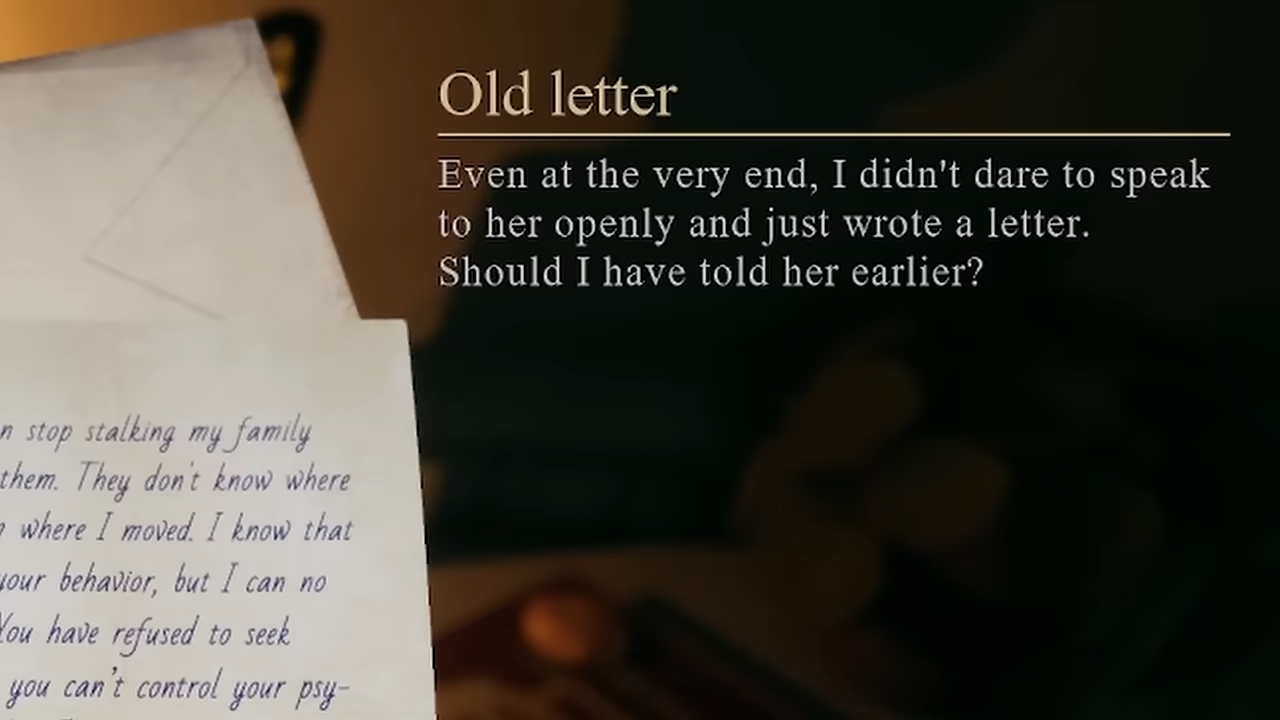 Old letter
Even at the very end, I didn't dare to speak
to her openly and just wrote a letter.
Should I have told her earlier?
n stop stalking my family
them. They don't know where
where I moved. I know that
your behavior, but I can no
You have refused to seek
you can't control your psy-